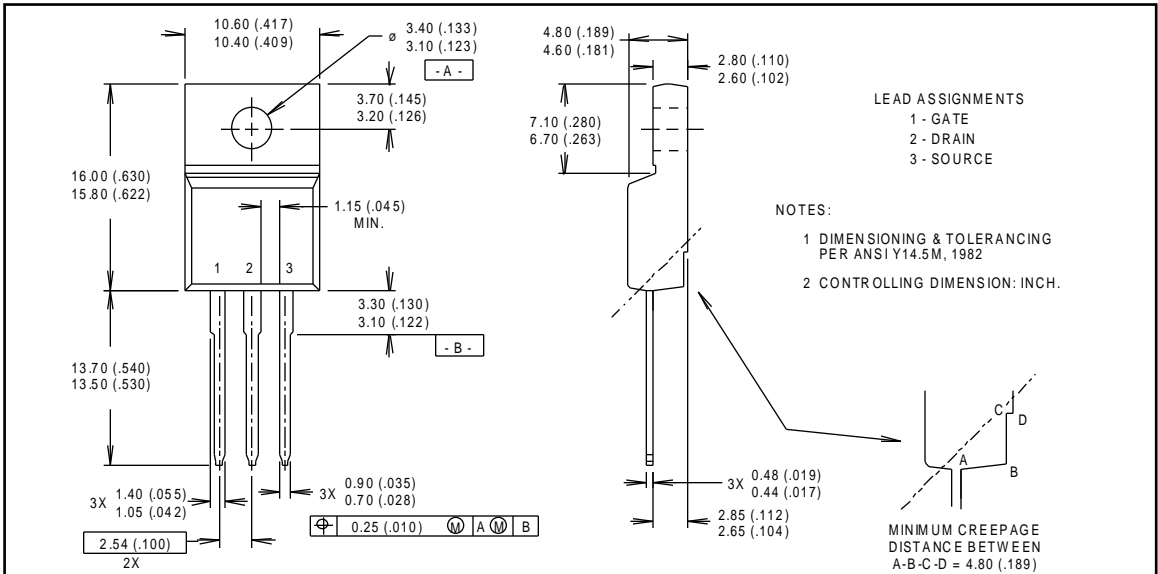 10.60 (.417)
10.40 (.409)
ø 3.40 (.133)
3.10 (.123)
- A -
3.70 (.145)
3.20 (.126)
16.00 (.630)
15.80 (.622)
1.15 (.045)
MIN.
1 2 3
3.30 (.130)
3.10 (.122)
- B -
13.70 (.540)
13.50 (.530)
3X 1.40 (.055)
1.05 (.042)
3X 0.90 (.035)
0.70 (.028)
⌖ 0.25 (.010) Ⓜ A Ⓜ B
2.54 (.100)
2X
4.80 (.189)
4.60 (.181)
2.80 (.110)
2.60 (.102)
7.10 (.280)
6.70 (.263)
3X 0.48 (.019)
0.44 (.017)
2.85 (.112)
2.65 (.104)
LEAD ASSIGNMENTS
1 - GATE
2 - DRAIN
3 - SOURCE
NOTES:
1 DIMENSIONING & TOLERANCING
PER ANSI Y14.5M, 1982
2 CONTROLLING DIMENSION: INCH.
C
D
A
B
MINIMUM CREEPAGE
DISTANCE BETWEEN
A-B-C-D = 4.80 (.189)